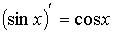 (sin x)′ = cosx